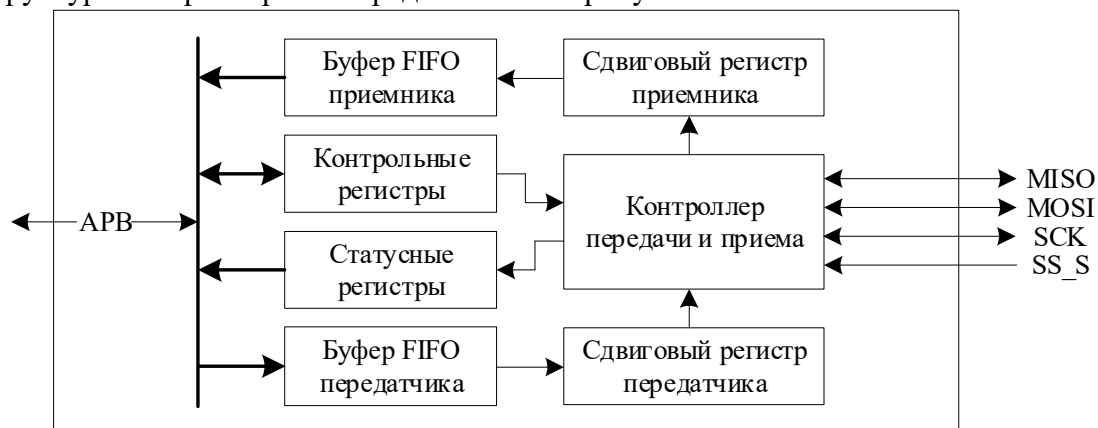 Буфер FIFO
приемника
Сдвиговый регистр
приемника
Контрольные
регистры
Контроллер
передачи и приема
MISO
MOSI
SCK
SS_S
APB
Статусные
регистры
Буфер FIFO
передатчика
Сдвиговый регистр
передатчика